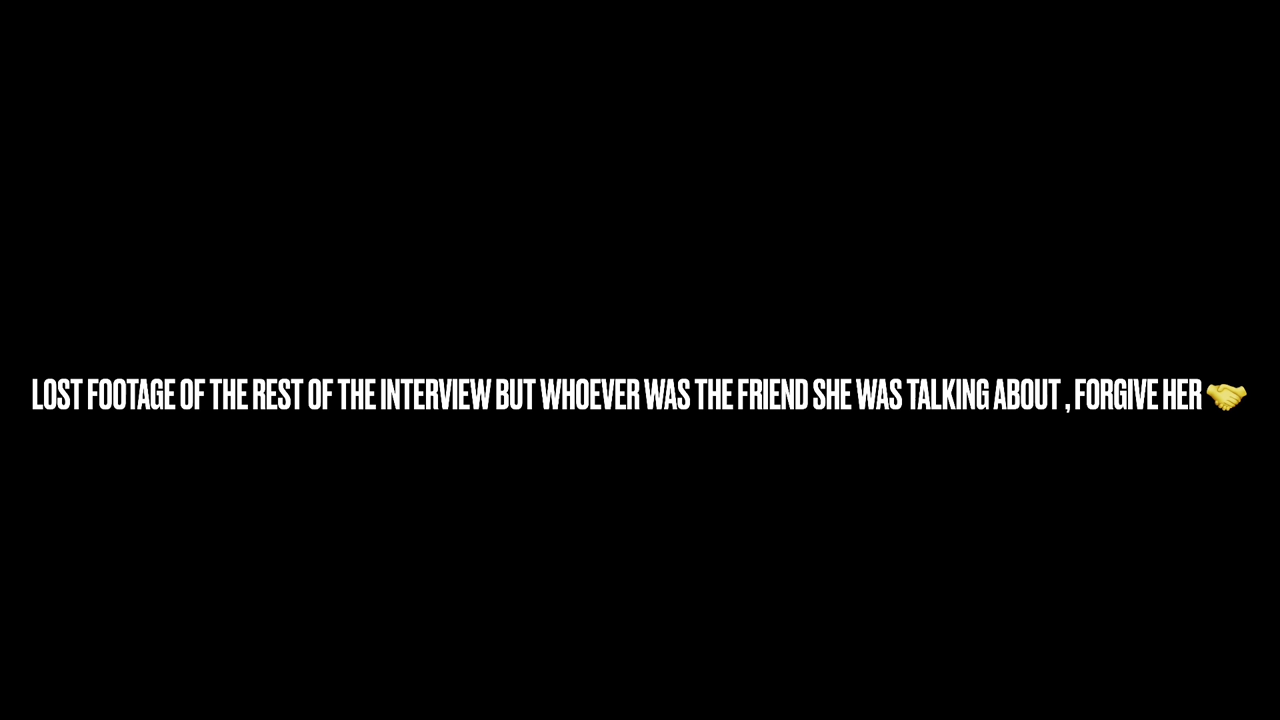 LOST FOOTAGE OF THE REST OF THE INTERVIEW BUT WHOEVER WAS THE FRIEND SHE WAS TALKING ABOUT , FORGIVE HER 🤝